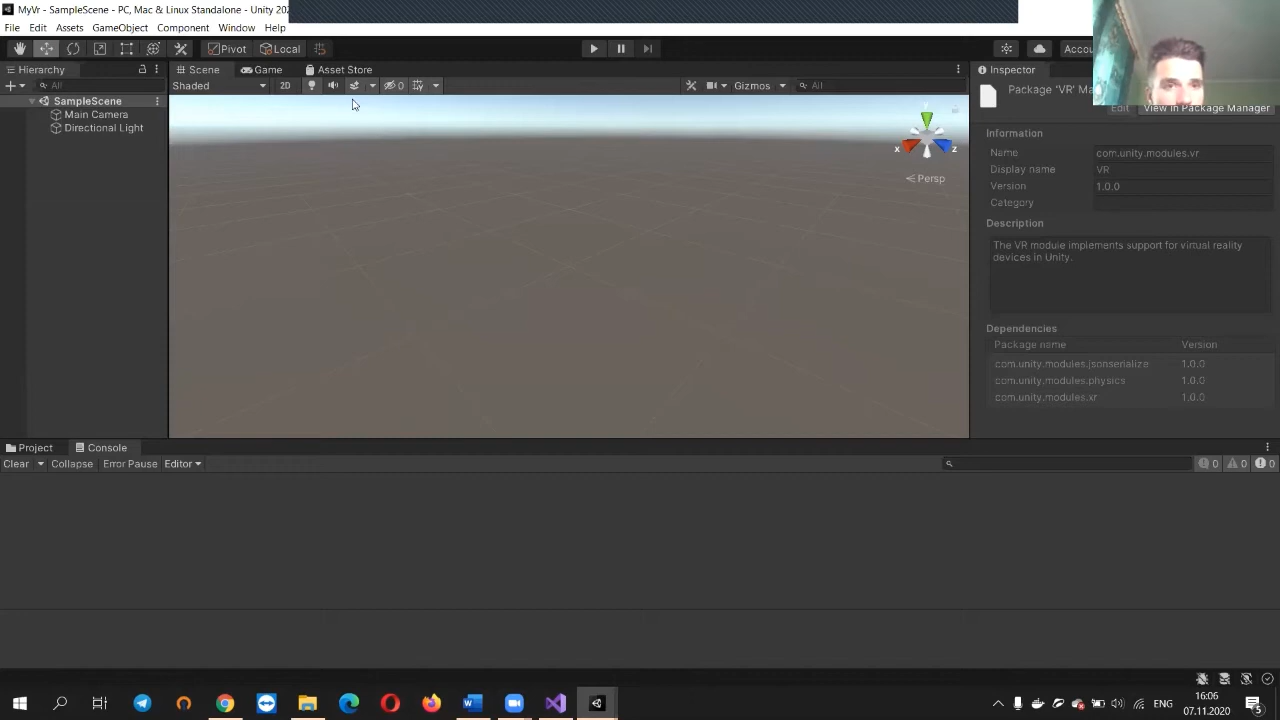 MyVr - SampleScene - PC, Mac & Linux Standalone - Unity 202
File Edit Assets GameObject Component Window Help
Pivot Local Accou
Hierarchy Scene Game Asset Store Inspector
All Shaded 2D 0 Gizmos All
Package 'VR' Ma
Edit View in Package Manager
SampleScene
Main Camera
Directional Light
x z
Persp
Information
Name com.unity.modules.vr
Display name VR
Version 1.0.0
Category
Description
The VR module implements support for virtual reality
devices in Unity.
Dependencies
Package name Version
com.unity.modules.jsonserialize 1.0.0
com.unity.modules.physics 1.0.0
com.unity.modules.xr 1.0.0
Project Console
Clear Collapse Error Pause Editor 0 0 0
ENG
16:06
07.11.2020
5